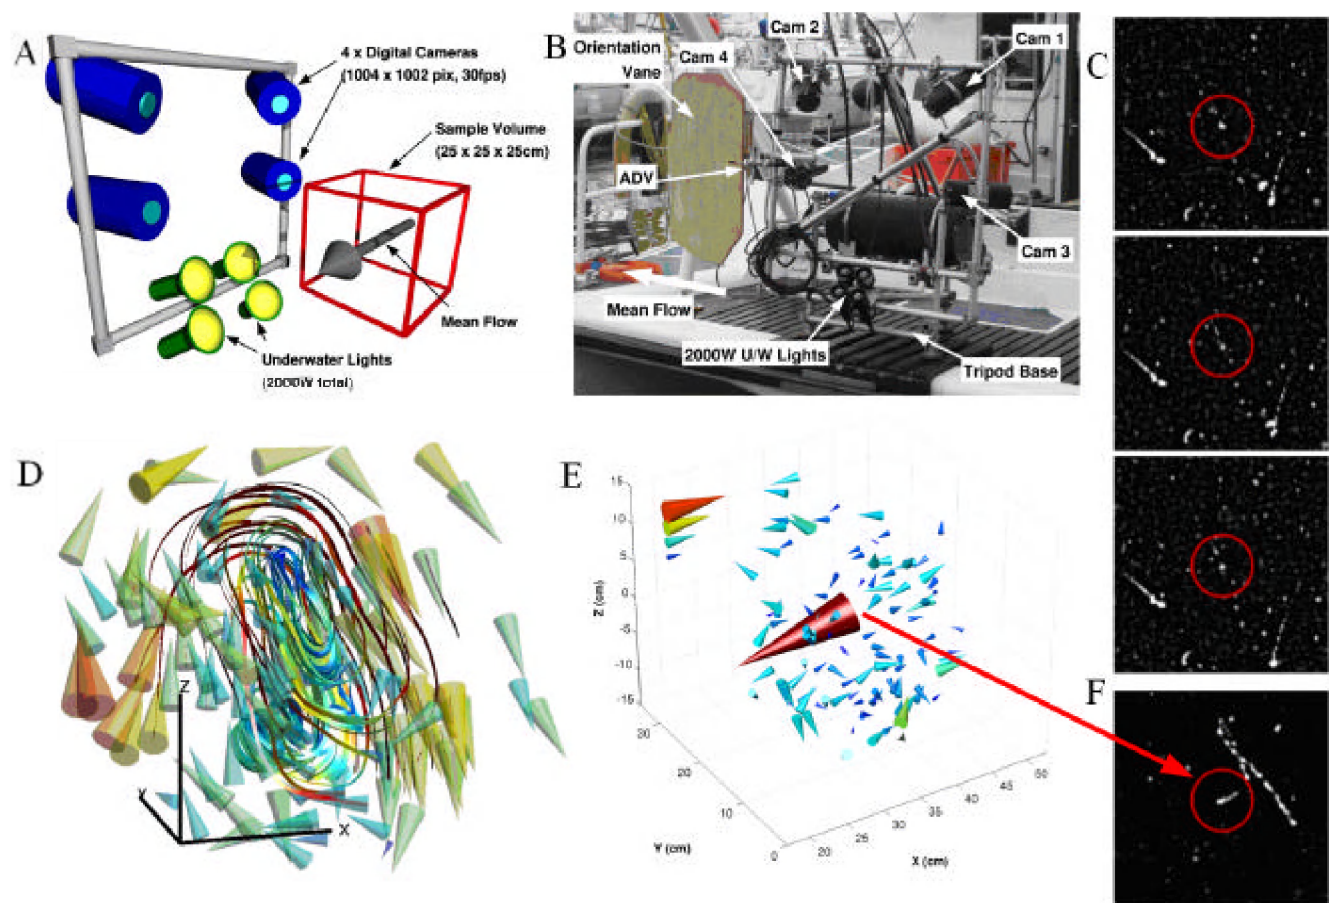 A
4 x Digital Cameras
(1004 x 1002 pix, 30fps)
Sample Volume
(25 x 25 x 25cm)
Mean Flow
Underwater Lights
(2000W total)
B
Orientation
Vane
Cam 4
Cam 2
Cam 1
ADV
Cam 3
Mean Flow
2000W U/W Lights
Tripod Base
C
D
Z
Y
X
E
15
10
5
0
-5
-10
-15
Z (cm)
30
20
10
0
Y (cm)
20
25
30
35
40
45
50
X (cm)
F